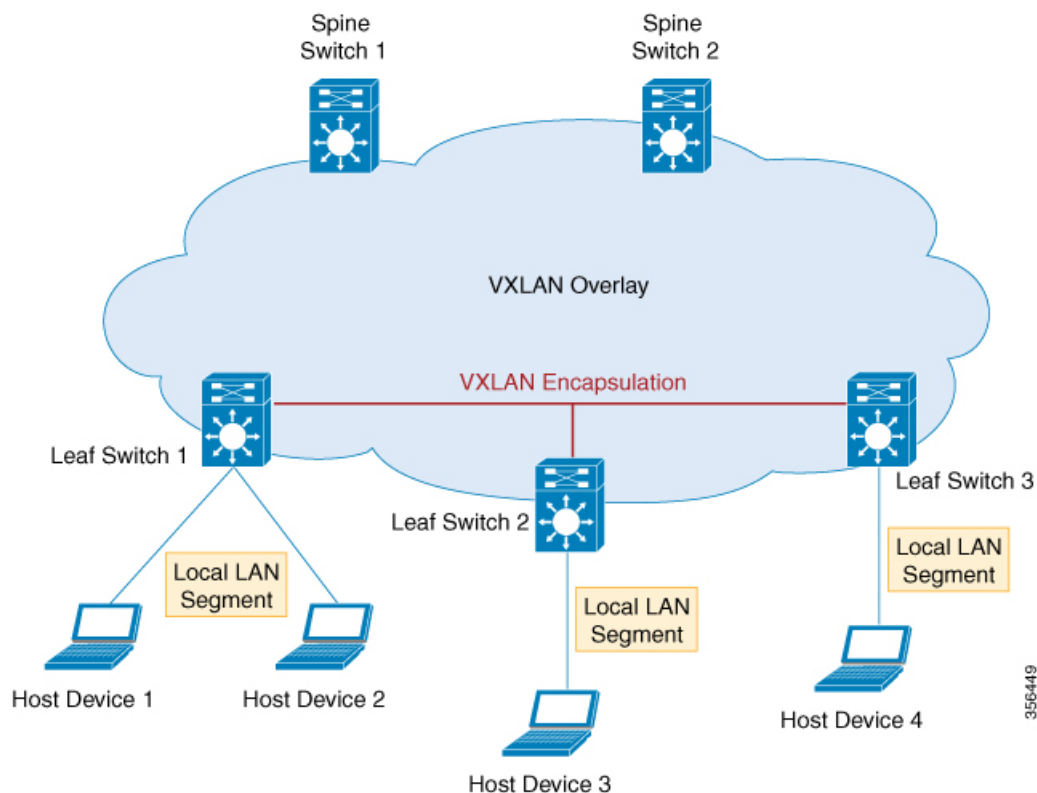 Spine
Switch 1
Spine
Switch 2
VXLAN Overlay
VXLAN Encapsulation
Leaf Switch 1
Leaf Switch 2
Leaf Switch 3
Local LAN
Segment
Local LAN
Segment
Local LAN
Segment
Host Device 1
Host Device 2
Host Device 3
Host Device 4
356449